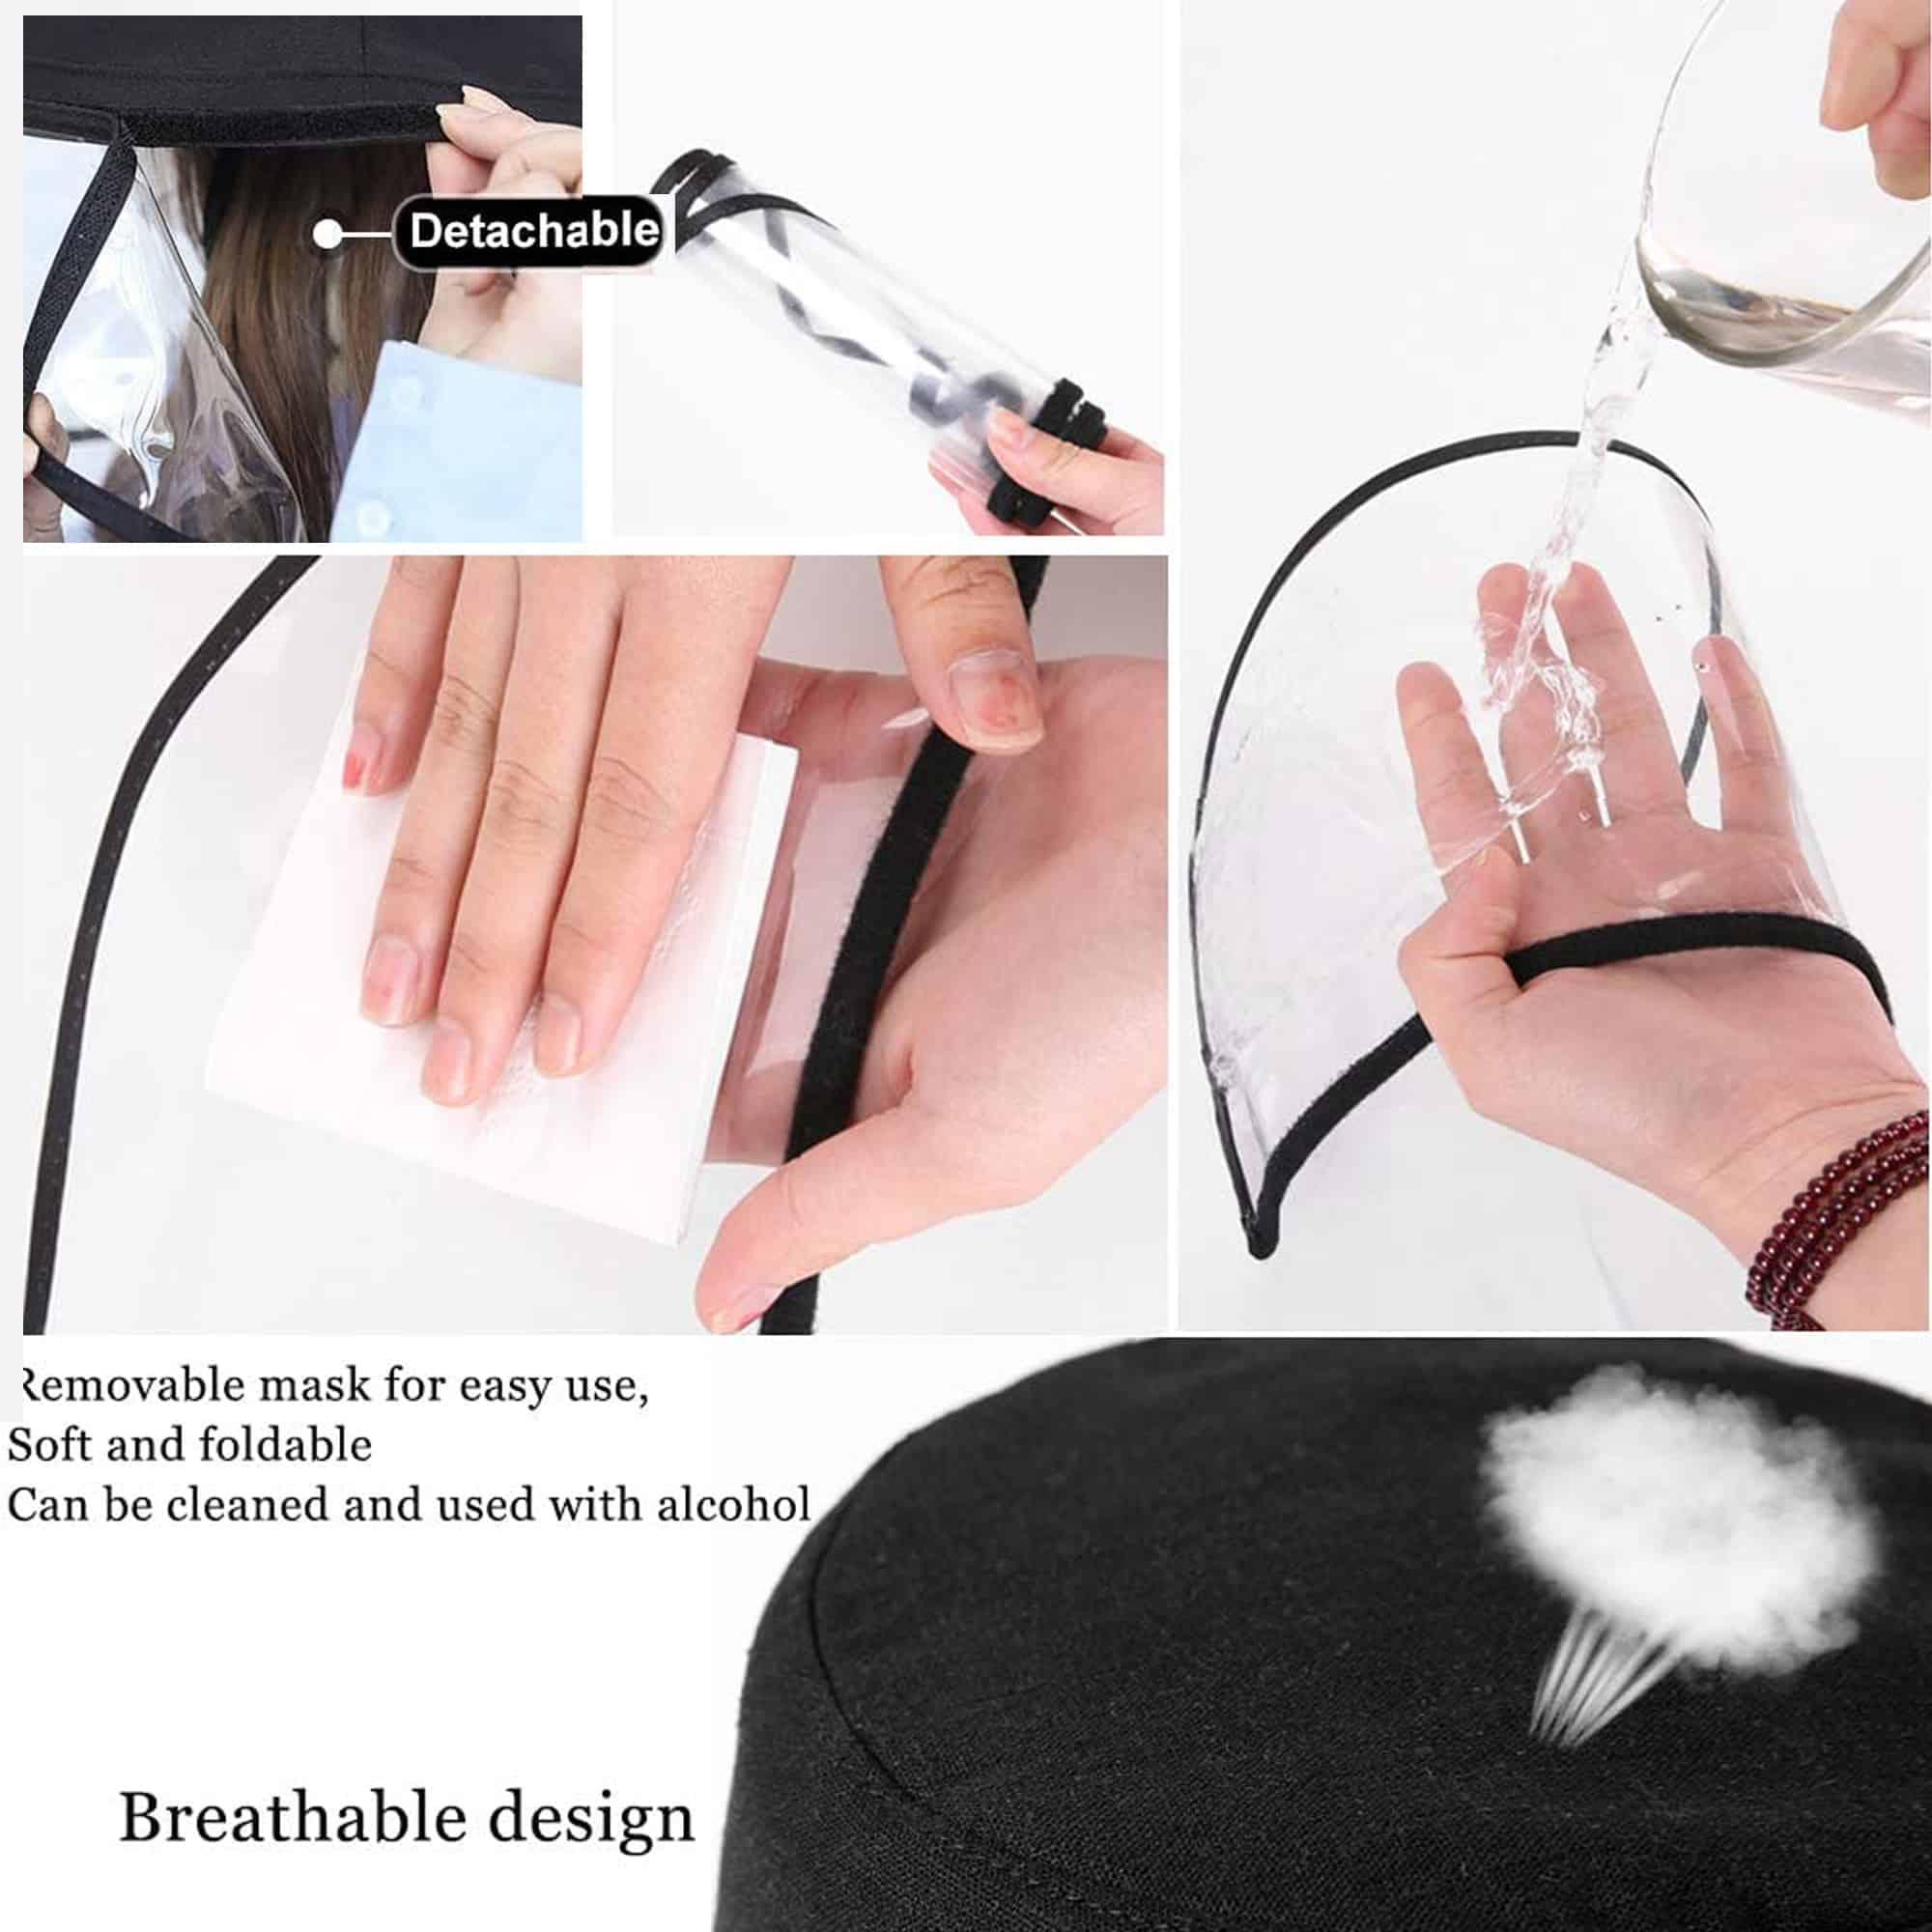 Detachable
Removable mask for easy use,
Soft and foldable
Can be cleaned and used with alcohol
Breathable design